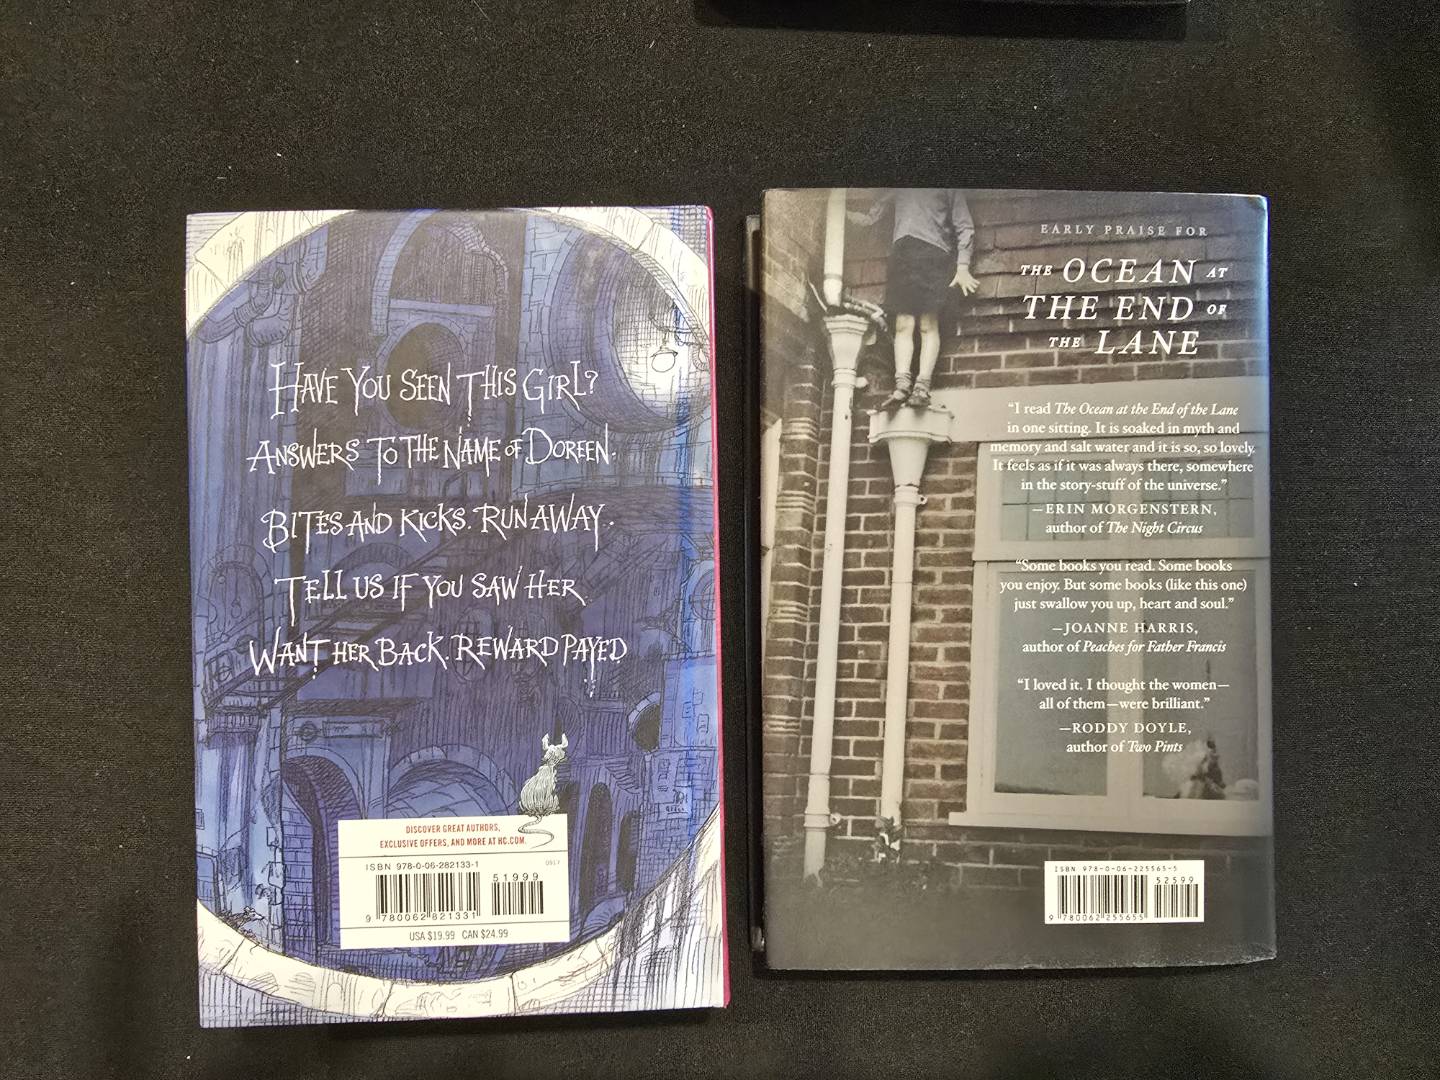 HAVE YOU SEEN THIS GIRL?
ANSWERS TO THE NAME OF DOREEN.
BITES AND KICKS. RUN AWAY.
TELL US IF YOU SAW HER.
WANT HER BACK. REWARD PAYED
DISCOVER GREAT AUTHORS,
EXCLUSIVE OFFERS, AND MORE AT HC.COM.
ISBN 978-0-06-282133-1
0917
51999
9 780062 821331
USA $19.99 CAN $24.99
EARLY PRAISE FOR
THE OCEAN AT
THE END OF
THE LANE
“I read The Ocean at the End of the Lane
in one sitting. It is soaked in myth and
memory and salt water and it is so, so lovely.
It feels as if it was always there, somewhere
in the story-stuff of the universe.”
—ERIN MORGENSTERN,
author of The Night Circus
“Some books you read. Some books
you enjoy. But some books (like this one)
just swallow you up, heart and soul.”
—JOANNE HARRIS,
author of Peaches for Father Francis
“I loved it. I thought the women—
all of them—were brilliant.”
—RODDY DOYLE,
author of Two Pints
ISBN 978-0-06-225565-5
52599
9 780062 255655